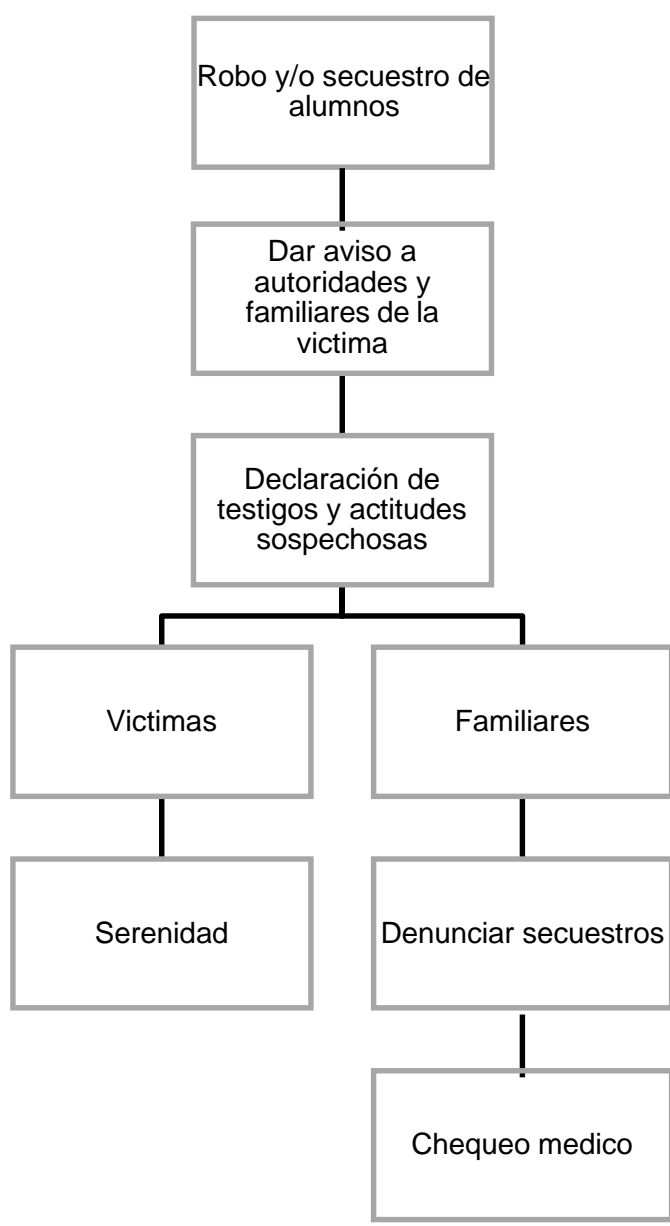 Robo y/o secuestro de
alumnos
Dar aviso a
autoridades y
familiares de la
victima
Declaración de
testigos y actitudes
sospechosas
Victimas
Familiares
Serenidad
Denunciar secuestros
Chequeo medico